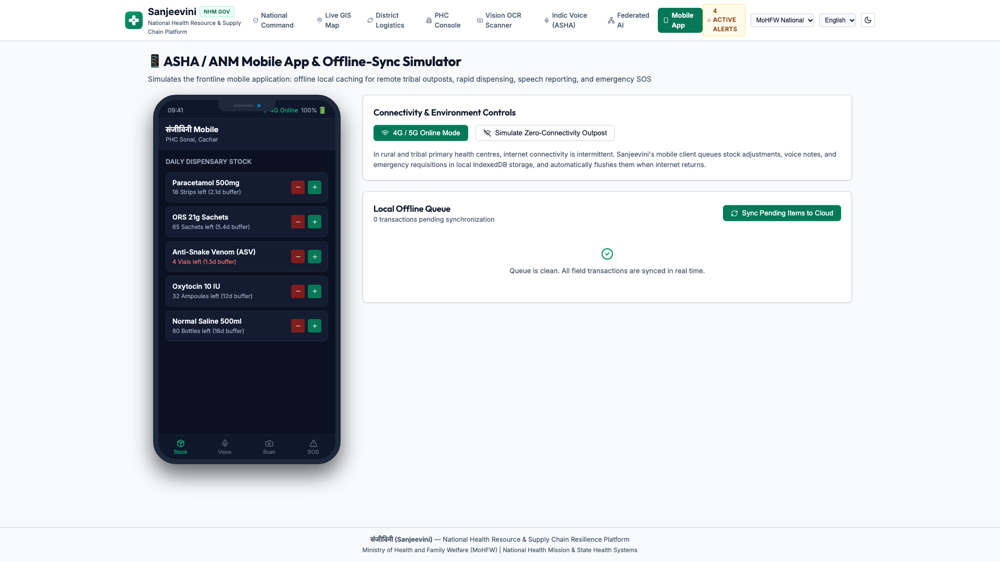 Sanjeevini NHM GOV
National Health Resource & Supply
Chain Platform
National
Command
Live GIS
Map
District
Logistics
PHC
Console
Vision OCR
Scanner
Indic Voice
(ASHA)
Federated
AI
Mobile
App
4
ACTIVE
ALERTS
MoHFW National
English
ASHA / ANM Mobile App & Offline-Sync Simulator
Simulates the frontline mobile application: offline local caching for remote tribal outposts, rapid dispensing, speech reporting, and emergency SOS
09:41
4G Online 100%
संजीविनी Mobile
PHC Sonai, Cachar
DAILY DISPENSARY STOCK
Paracetamol 500mg
18 Strips left (2.1d buffer)
ORS 21g Sachets
65 Sachets left (5.4d buffer)
Anti-Snake Venom (ASV)
4 Vials left (1.5d buffer)
Oxytocin 10 IU
32 Ampoules left (12d buffer)
Normal Saline 500ml
80 Bottles left (16d buffer)
Stock
Voice
Scan
SOS
Connectivity & Environment Controls
4G / 5G Online Mode
Simulate Zero-Connectivity Outpost
In rural and tribal primary health centres, internet connectivity is intermittent. Sanjeevini's mobile client queues stock adjustments, voice notes, and
emergency requisitions in local IndexedDB storage, and automatically flushes them when internet returns.
Local Offline Queue
0 transactions pending synchronization
Sync Pending Items to Cloud
Queue is clean. All field transactions are synced in real time.
संजीविनी (Sanjeevini) — National Health Resource & Supply Chain Resilience Platform
Ministry of Health and Family Welfare (MoHFW) | National Health Mission & State Health Systems